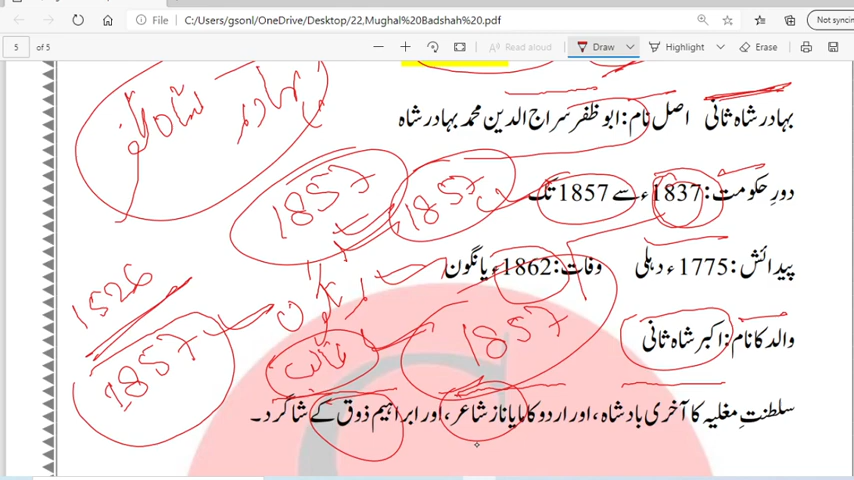 File | C:/Users/gsonl/OneDrive/Desktop/22,Mughal%20Badshah%20.pdf
Not syncin
5 of 5
Read aloud
Draw
Highlight
Erase
بہادر شاہ ثانی اصل نام: ابو ظفر سراج الدین محمد بہادر شاہ
دورِ حکومت: 1837ء سے 1857 تک
1857
1857
پیدائش: 1775ء دہلی وفات: 1862ء یانگون
1526
1857
1857
غالب
والد کا نام: اکبر شاہ ثانی
سلطنتِ مغلیہ کا آخری بادشاہ، اور اردو کا مایا ناز شاعر، اور ابراہیم ذوق کے شاگرد۔